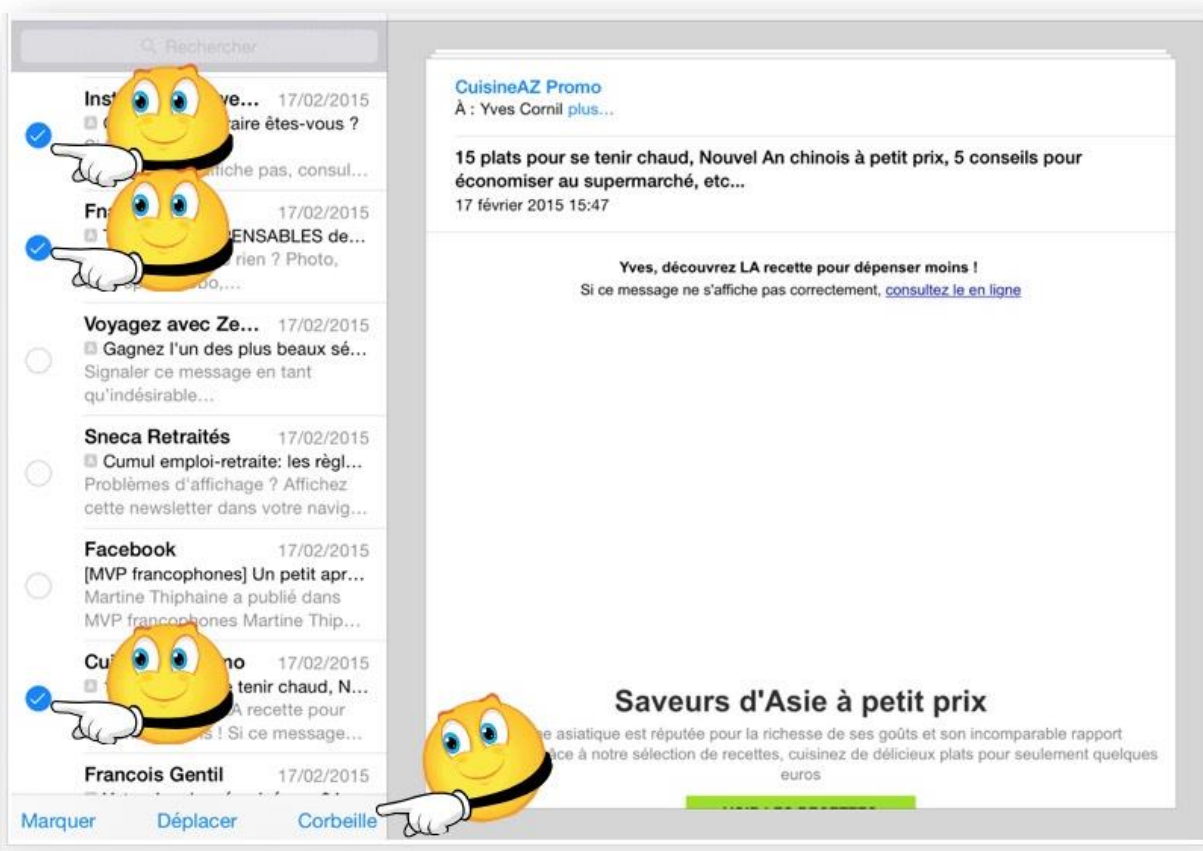 Rechercher
17/02/2015
aire êtes-vous ?
fiche pas, consul...
17/02/2015
PENSABLES de...
rien ? Photo,
Voyagez avec Ze... 17/02/2015
Gagnez l'un des plus beaux sé...
Signaler ce message en tant
qu'indésirable...
Sneca Retraités 17/02/2015
Cumul emploi-retraite: les règl...
Problèmes d'affichage ? Affichez
cette newsletter dans votre navig...
Facebook 17/02/2015
[MVP francophones] Un petit apr...
Martine Thiphaine a publié dans
MVP francophones Martine Thip...
17/02/2015
tenir chaud, N...
A recette pour
! Si ce message...
Francois Gentil 17/02/2015
Marquer Déplacer Corbeille
CuisineAZ Promo
À : Yves Cornil plus...
15 plats pour se tenir chaud, Nouvel An chinois à petit prix, 5 conseils pour
économiser au supermarché, etc...
17 février 2015 15:47
Yves, découvrez LA recette pour dépenser moins !
Si ce message ne s'affiche pas correctement, consultez le en ligne
Saveurs d'Asie à petit prix
asiatique est réputée pour la richesse de ses goûts et son incomparable rapport
à notre sélection de recettes, cuisinez de délicieux plats pour seulement quelques
euros
VOIR LES RECETTES